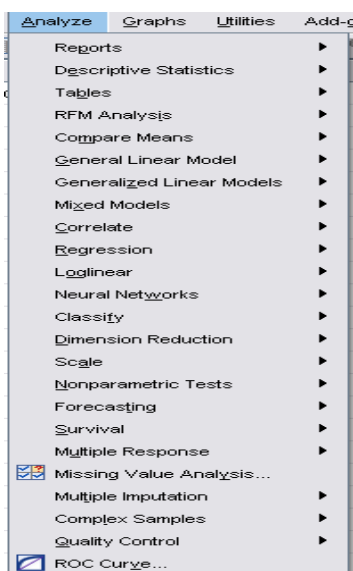 Analyze Graphs Utilities Add-
Reports
Descriptive Statistics
Tables
RFM Analysis
Compare Means
General Linear Model
Generalized Linear Models
Mixed Models
Correlate
Regression
Loglinear
Neural Networks
Classify
Dimension Reduction
Scale
Nonparametric Tests
Forecasting
Survival
Multiple Response
Missing Value Analysis...
Multiple Imputation
Complex Samples
Quality Control
ROC Curve...